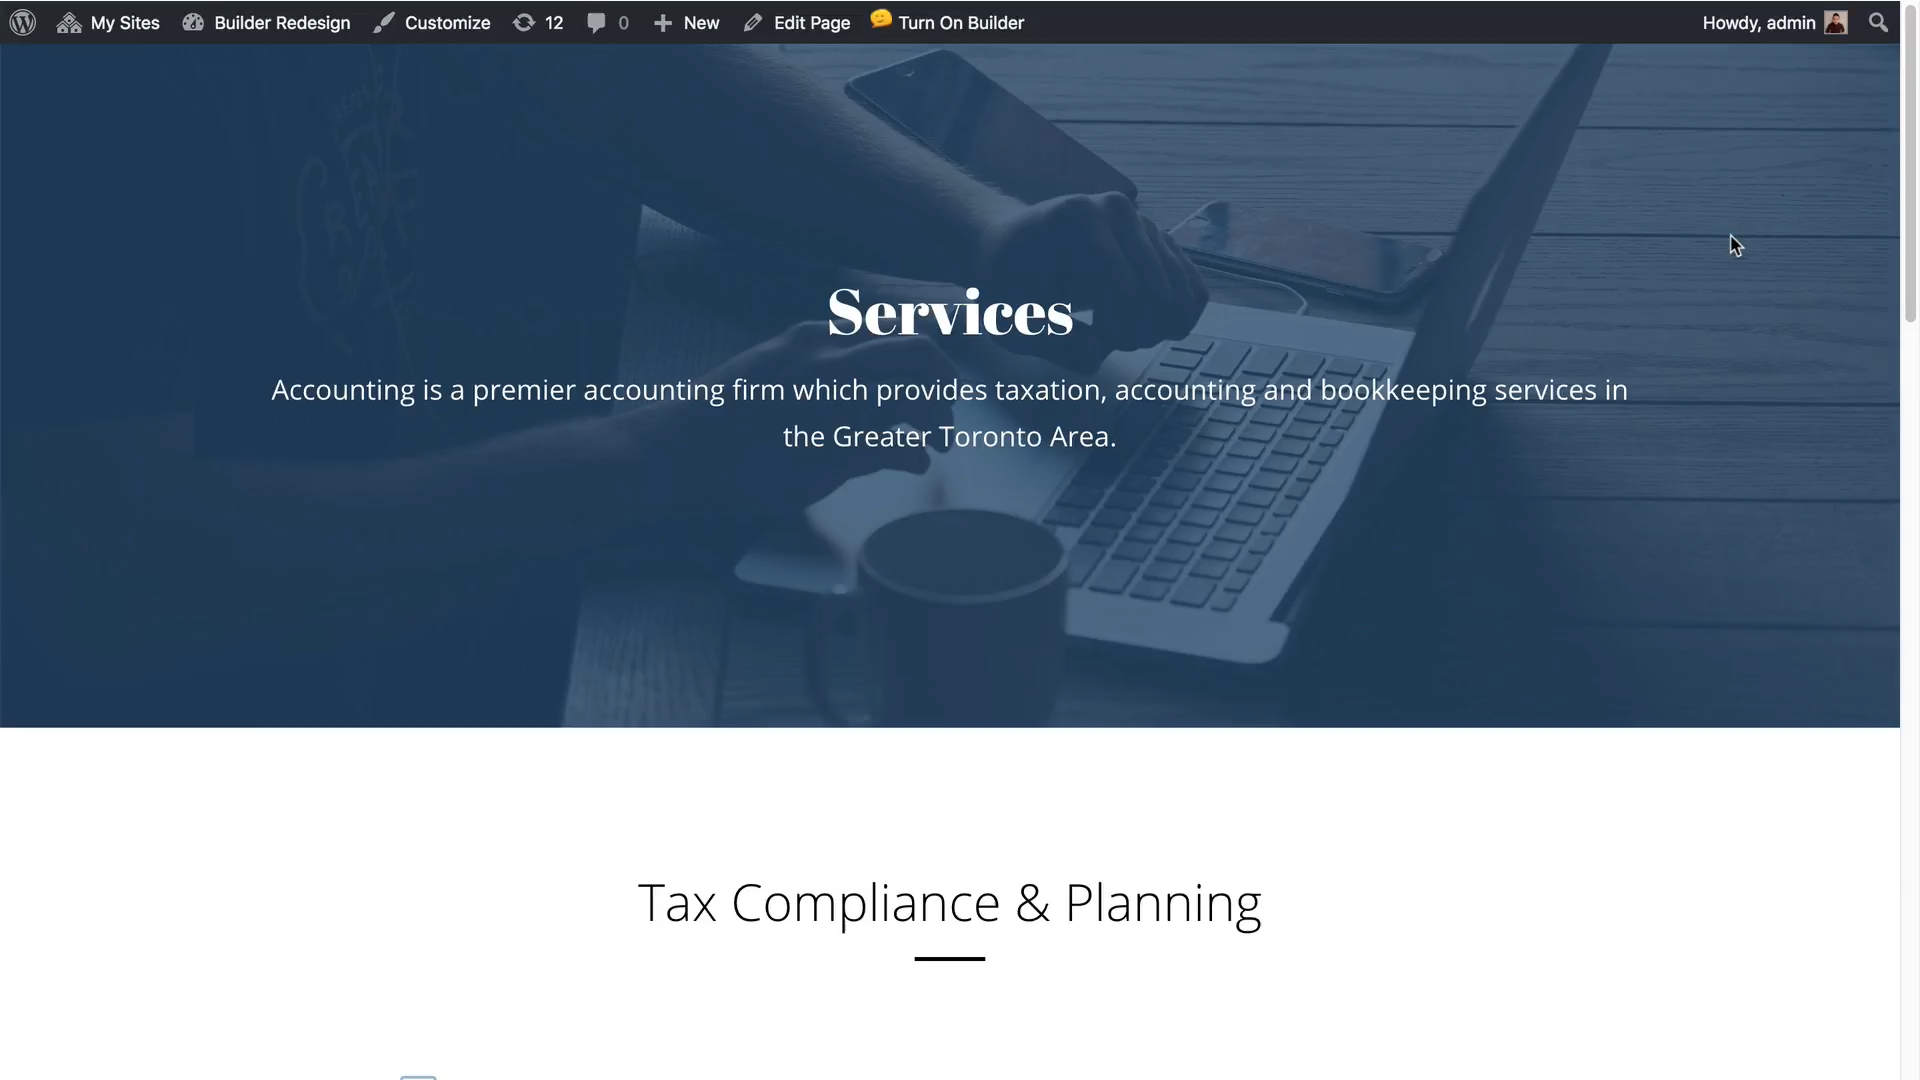 My Sites Builder Redesign Customize 12 0 New Edit Page Turn On Builder Howdy, admin
Services
Accounting is a premier accounting firm which provides taxation, accounting and bookkeeping services in
the Greater Toronto Area.
Tax Compliance & Planning